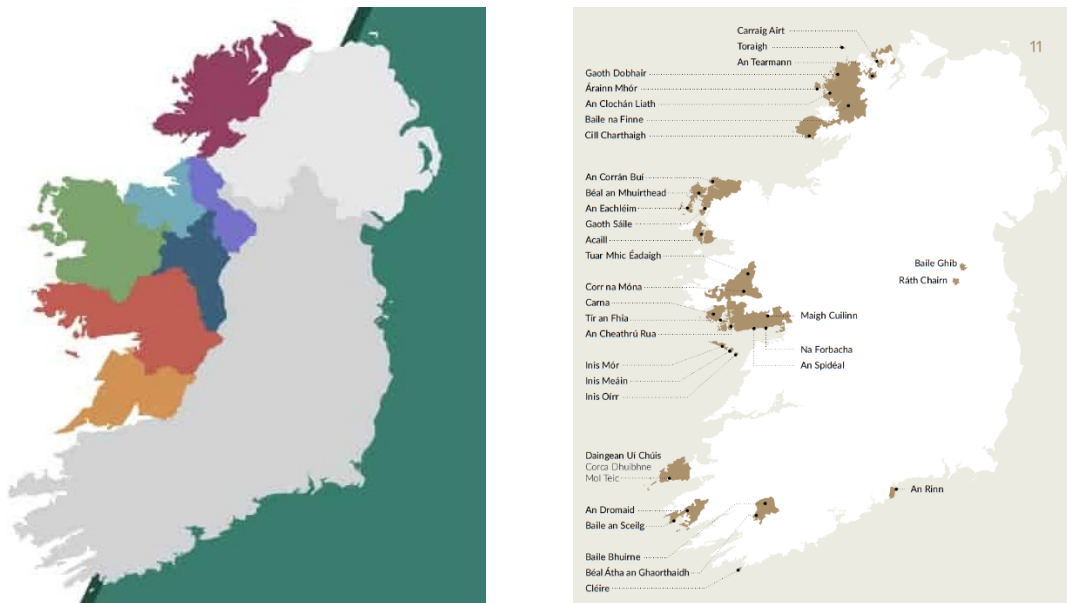 Carraig Airt
11
Toraigh
An Tearmann
Gaoth Dobhair
Árainn Mhór
An Clochán Liath
Baile na Finne
Cill Charthaigh
An Corrán Buí
Béal an Mhuirthead
An Eachléim
Gaoth Sáile
Acaill
Tuar Mhic Éadaigh
Baile Ghib
Ráth Chairn
Corr na Móna
Carna
Tír an Fhia
An Cheathrú Rua
Maigh Cuilinn
Na Forbacha
An Spidéal
Inis Mór
Inis Meáin
Inis Oírr
Daingean Uí Chúis
Corca Dhuibhne
Mol Teic
An Rinn
An Dromaid
Baile an Sceilg
Baile Bhuirne
Béal Átha an Ghaorthaidh
Cléire